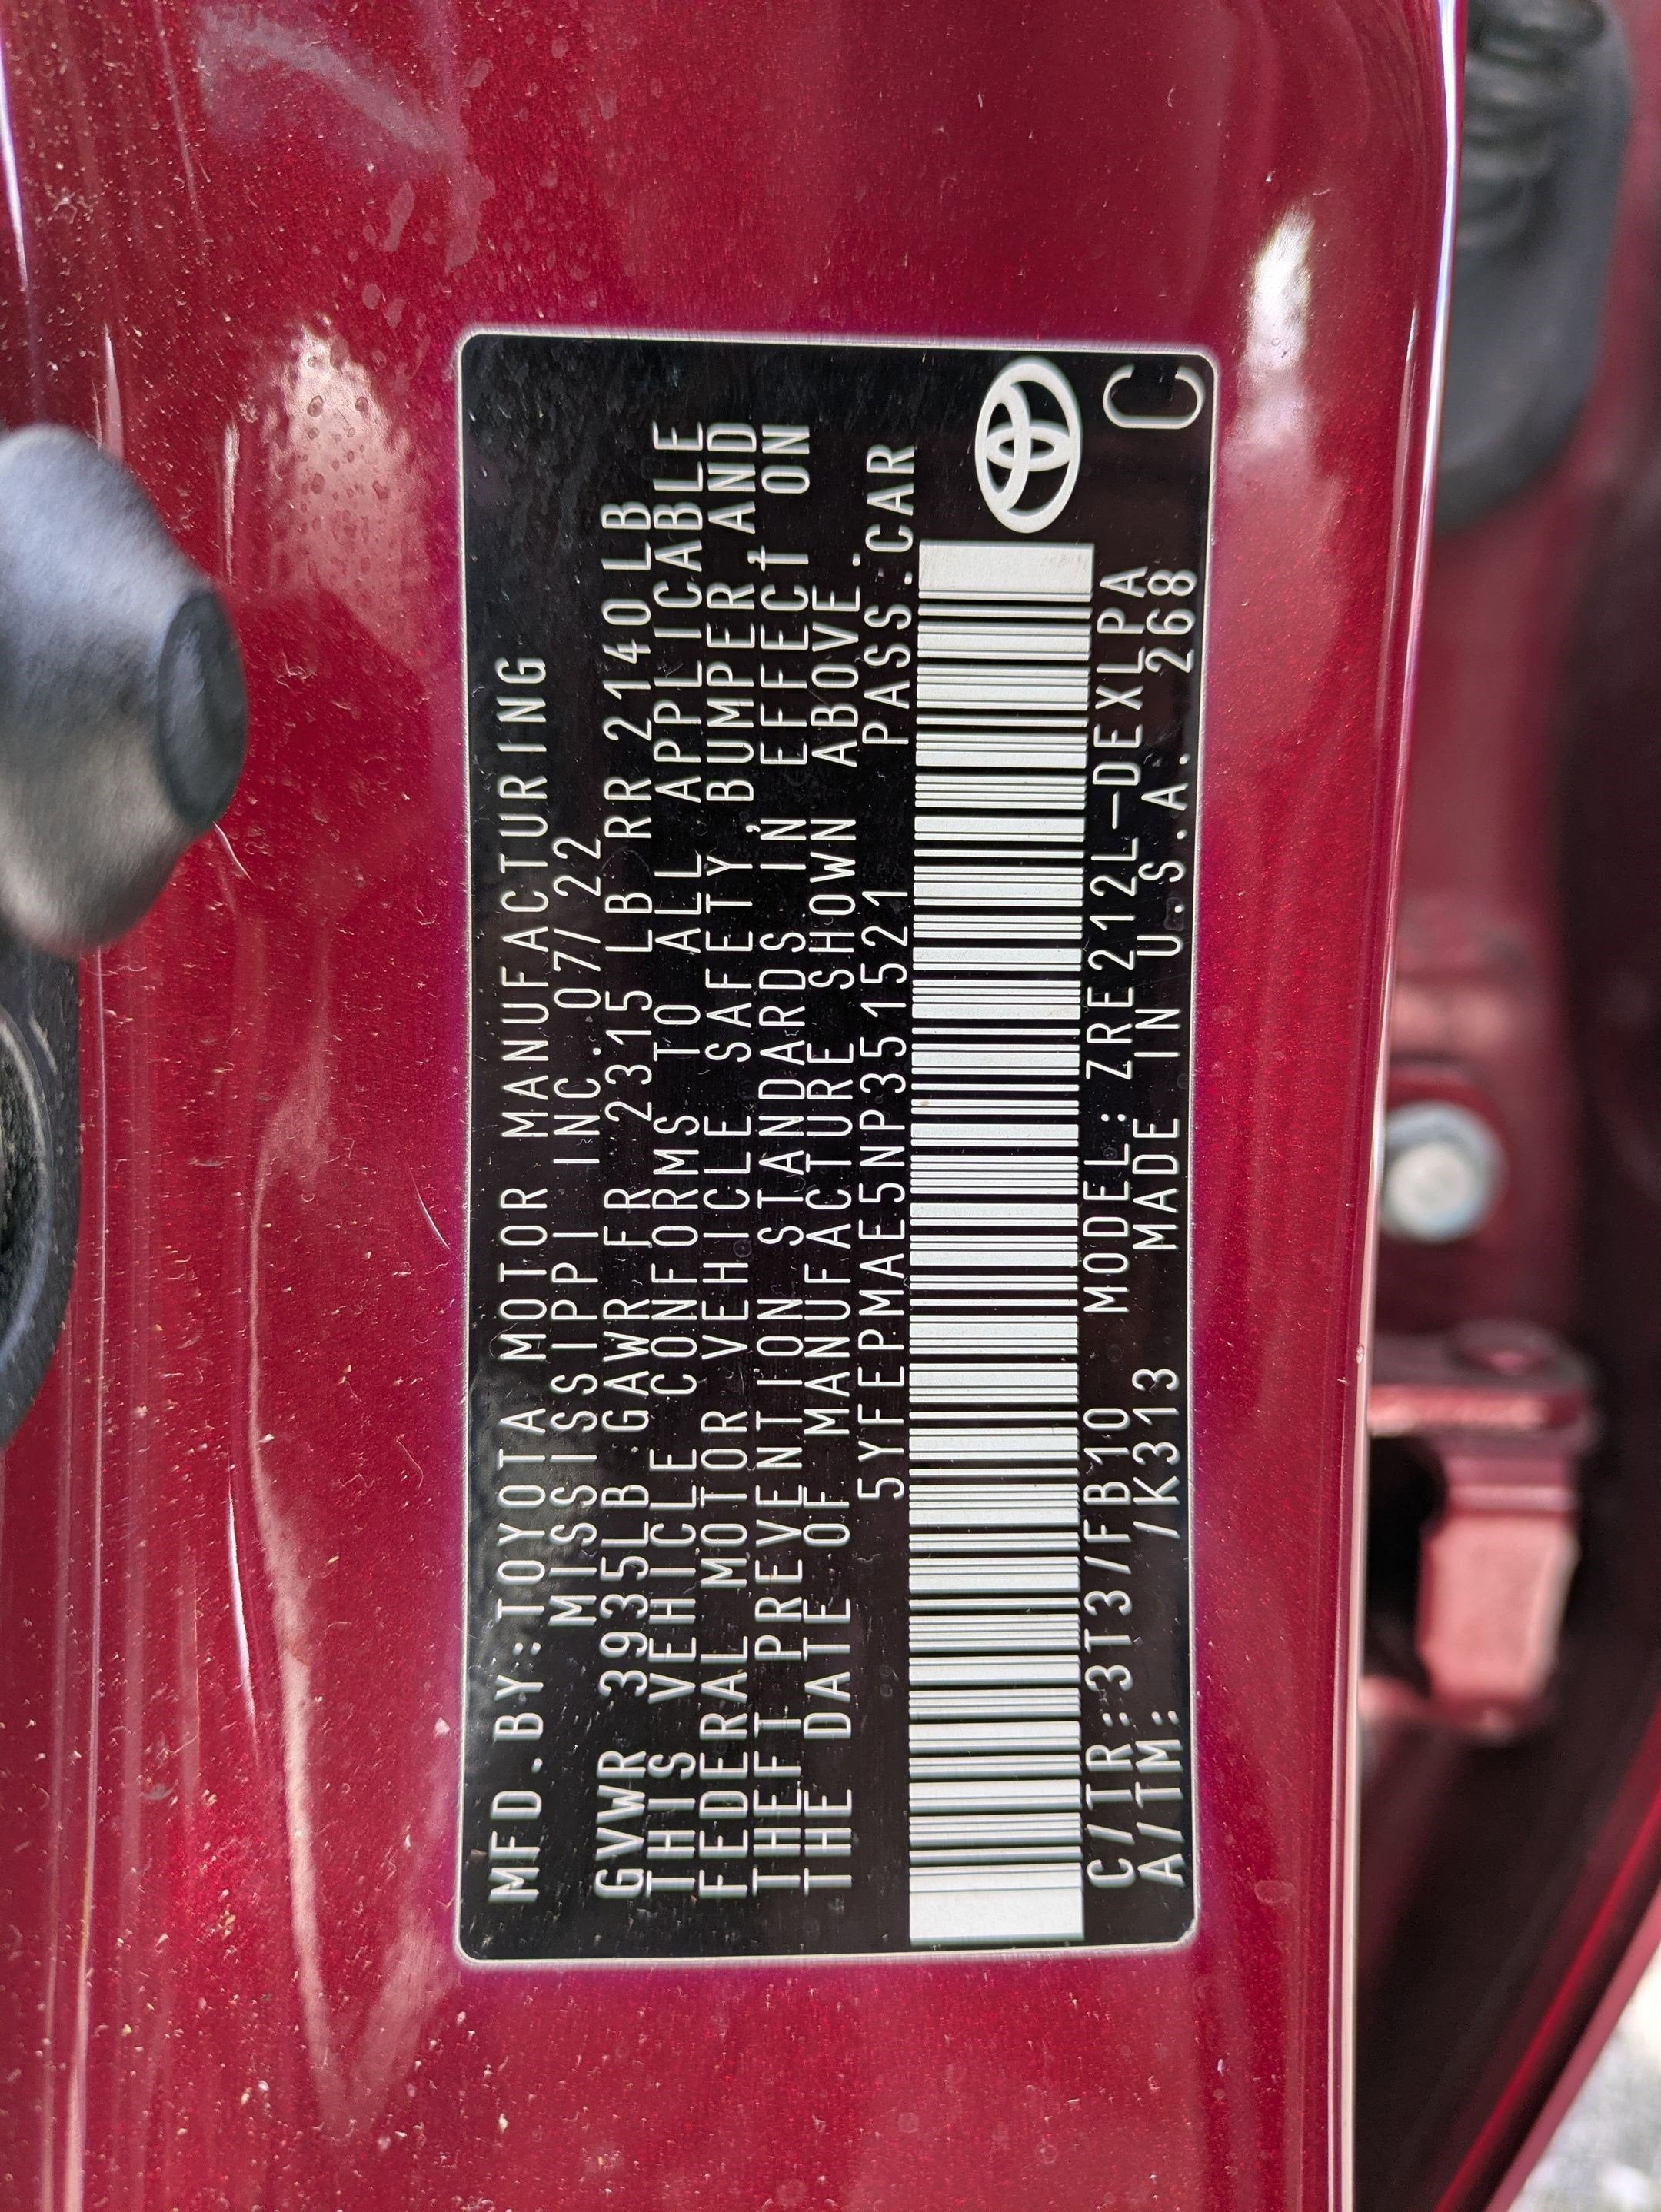 MFD.BY:TOYOTA MOTOR MANUFACTURING
MISSISSIPPI INC. 07/22
GVWR 3935LB GAWR FR 2315 LB RR 2140LB
THIS VEHICLE CONFORMS TO ALL APPLICABLE
FEDERAL MOTOR VEHICLE SAFETY, BUMPER AND
THEFT PREVENTION STANDARDS IN EFFECT ON
THE DATE OF MANUFACTURE SHOWN ABOVE.
5YFEPMAE5NP351521 PASS.CAR
C/TR:3T3/FB10 MODEL: ZRE212L-DEXLPA
A/TM: /K313 MADE IN U.S.A. 268
C